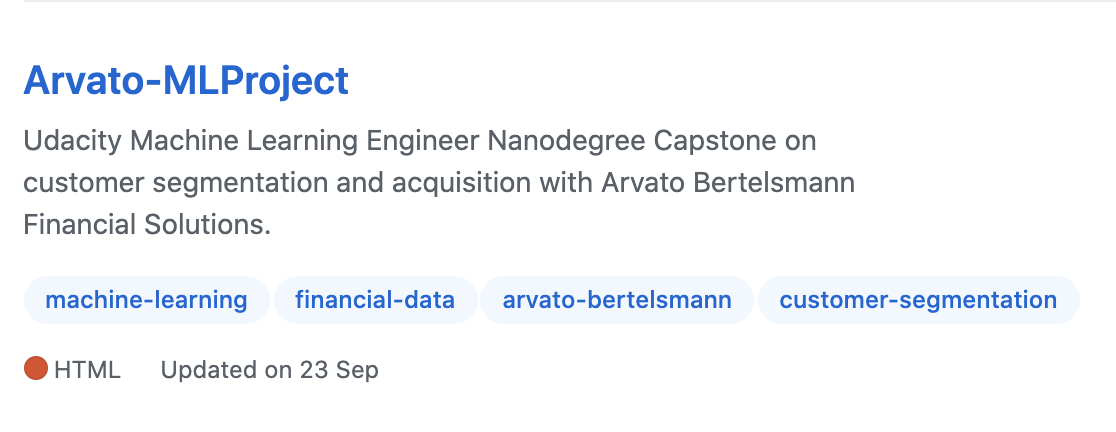 Arvato-MLProject
Udacity Machine Learning Engineer Nanodegree Capstone on
customer segmentation and acquisition with Arvato Bertelsmann
Financial Solutions.
machine-learning financial-data arvato-bertelsmann customer-segmentation
HTML Updated on 23 Sep